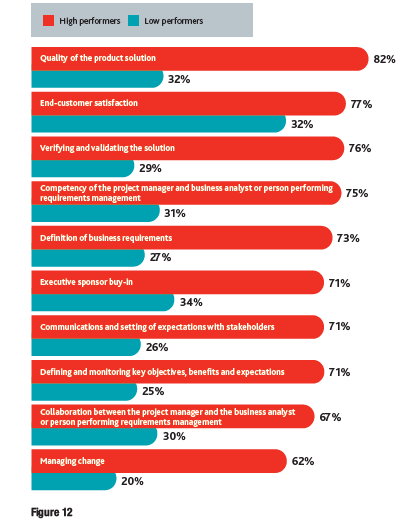 High performers Low performers
Quality of the product solution
82%
32%
End-customer satisfaction
77%
32%
Verifying and validating the solution
76%
29%
Competency of the project manager and business analyst or person performing
requirements management
75%
31%
Definition of business requirements
73%
27%
Executive sponsor buy-in
71%
34%
Communications and setting of expectations with stakeholders
71%
26%
Defining and monitoring key objectives, benefits and expectations
71%
25%
Collaboration between the project manager and the business analyst
or person performing requirements management
67%
30%
Managing change
62%
20%
Figure 12